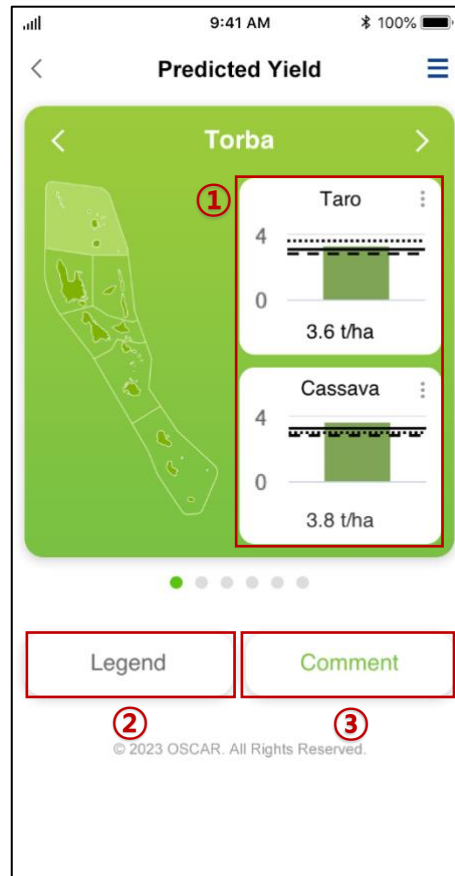 9:41 AM 100%
Predicted Yield
Torba
①
Taro
4
0
3.6 t/ha
Cassava
4
0
3.8 t/ha
Legend
Comment
② ③
© 2023 OSCAR. All Rights Reserved.